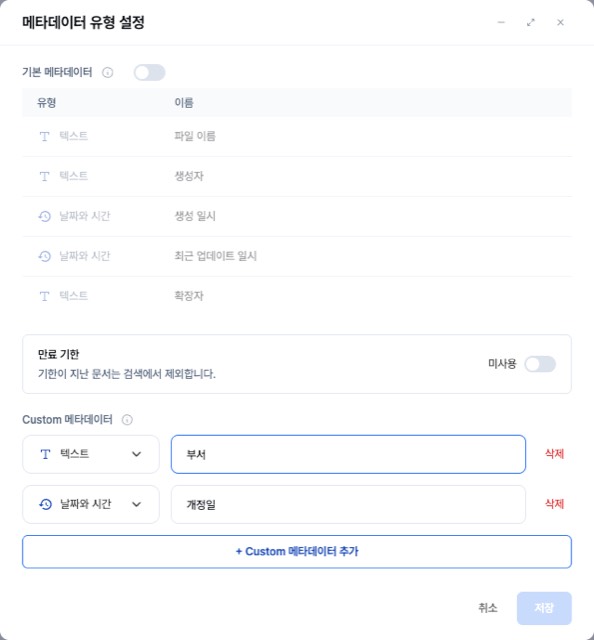 메타데이터 유형 설정
기본 메타데이터
유형 이름
텍스트 파일 이름
텍스트 생성자
날짜와 시간 생성 일시
날짜와 시간 최근 업데이트 일시
텍스트 확장자
만료 기한
기한이 지난 문서는 검색에서 제외합니다.
미사용
Custom 메타데이터
텍스트 부서 삭제
날짜와 시간 개정일 삭제
+ Custom 메타데이터 추가
취소 저장